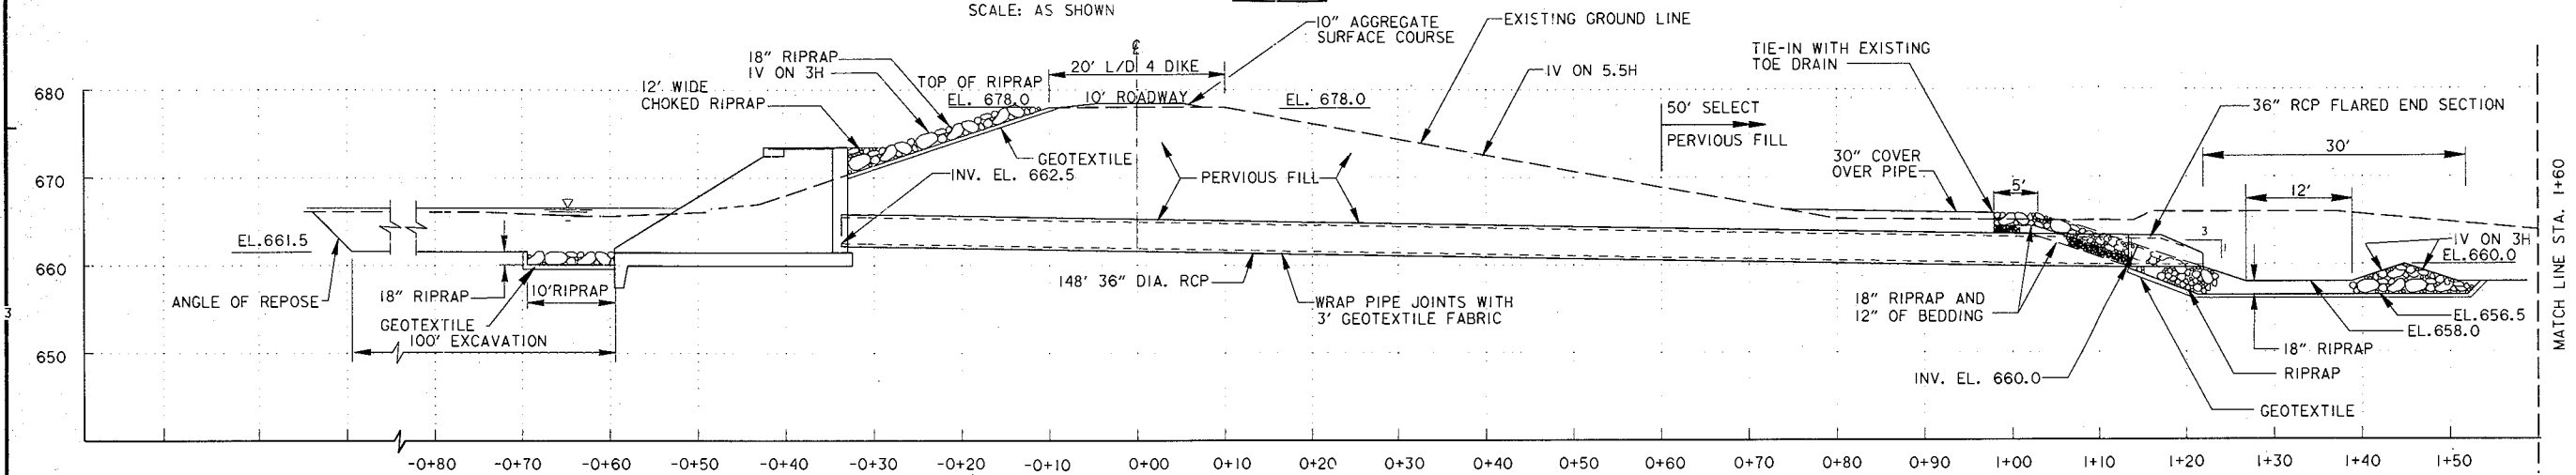 SCALE: AS SHOWN
10" AGGREGATE
SURFACE COURSE
EXISTING GROUND LINE
℄
18" RIPRAP
1V ON 3H
20' L/D 4 DIKE
TIE-IN WITH EXISTING
TOE DRAIN
12' WIDE
CHOKED RIPRAP
TOP OF RIPRAP
EL. 678.0
10' ROADWAY
EL. 678.0
1V ON 5.5H
50' SELECT
PERVIOUS FILL
36" RCP FLARED END SECTION
680
GEOTEXTILE
INV. EL. 662.5
PERVIOUS FILL
30" COVER
OVER PIPE
30'
5'
12'
670
EL.661.5
3
1
1V ON 3H
EL.660.0
660
ANGLE OF REPOSE
18" RIPRAP
10'RIPRAP
GEOTEXTILE
100' EXCAVATION
148' 36" DIA. RCP
WRAP PIPE JOINTS WITH
3' GEOTEXTILE FABRIC
18" RIPRAP AND
12" OF BEDDING
EL.656.5
EL.658.0
18" RIPRAP
RIPRAP
INV. EL. 660.0
GEOTEXTILE
650
MATCH LINE STA. 1+60
3
-0+80 -0+70 -0+60 -0+50 -0+40 -0+30 -0+20 -0+10 0+00 0+10 0+20 0+30 0+40 0+50 0+60 0+70 0+80 0+90 1+00 1+10 1+20 1+30 1+40 1+50